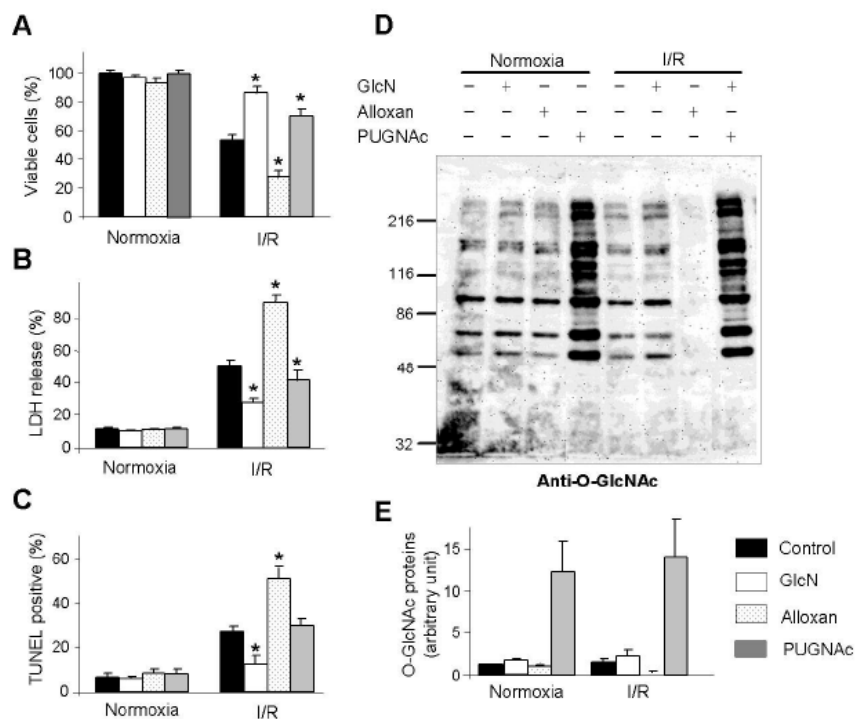 A
Viable cells (%)
100
80
60
40
20
0
* * *
Normoxia I/R
B
LDH release (%)
80
60
40
20
0
* * *
Normoxia I/R
C
TUNEL positive (%)
60
40
20
0
* *
Normoxia I/R
D
Normoxia I/R
GlcN − + − − − + − +
Alloxan − − + − − − + −
PUGNAc − − − + − − − +
216
116
86
48
32
Anti-O-GlcNAc
E
O-GlcNAc proteins
(arbitrary unit)
15
10
5
0
Normoxia I/R
Control
GlcN
Alloxan
PUGNAc